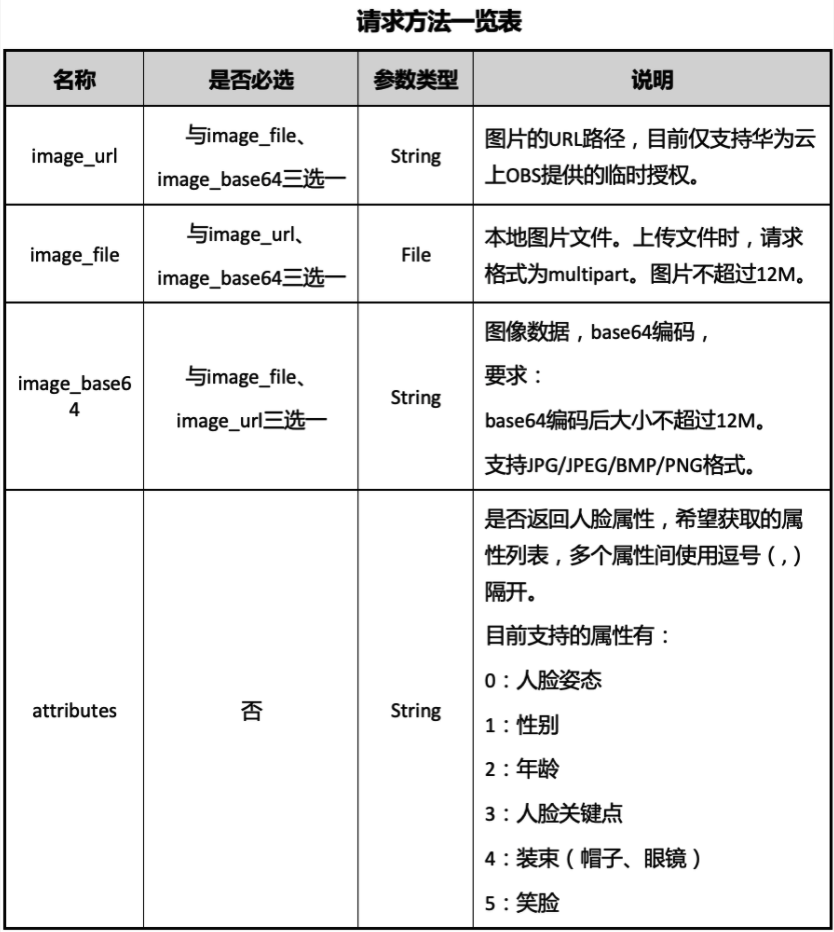 请求方法一览表
名称 是否必选 参数类型 说明
image_url
与image_file、
image_base64三选一
String
图片的URL路径，目前仅支持华为云
上OBS提供的临时授权。
image_file
与image_url、
image_base64三选一
File
本地图片文件。上传文件时，请求
格式为multipart。图片不超过12M。
image_base6
4
与image_file、
image_url三选一
String
图像数据，base64编码，
要求：
base64编码后大小不超过12M。
支持JPG/JPEG/BMP/PNG格式。
attributes
否
String
是否返回人脸属性，希望获取的属
性列表，多个属性间使用逗号（,）
隔开。
目前支持的属性有：
0：人脸姿态
1：性别
2：年龄
3：人脸关键点
4：装束（帽子、眼镜）
5：笑脸